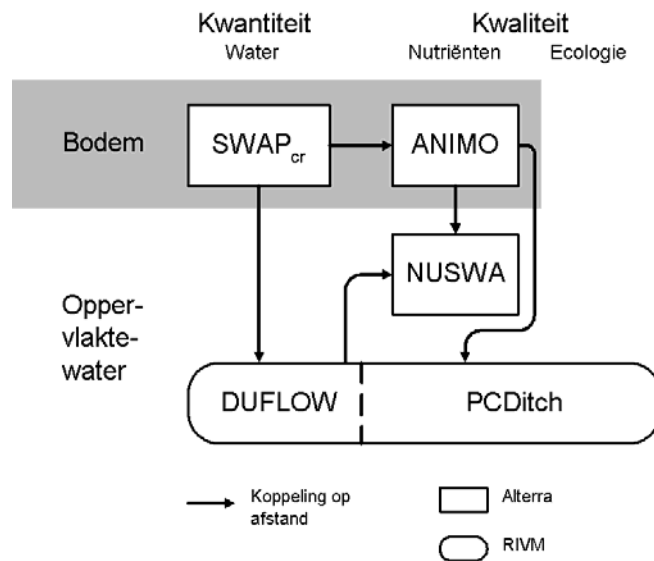 Kwantiteit
Kwaliteit
Water
Nutriënten
Ecologie
Bodem
SWAPcr
ANIMO
NUSWA
Opper-
vlakte-
water
DUFLOW
PCDitch
Koppeling op
afstand
Alterra
RIVM